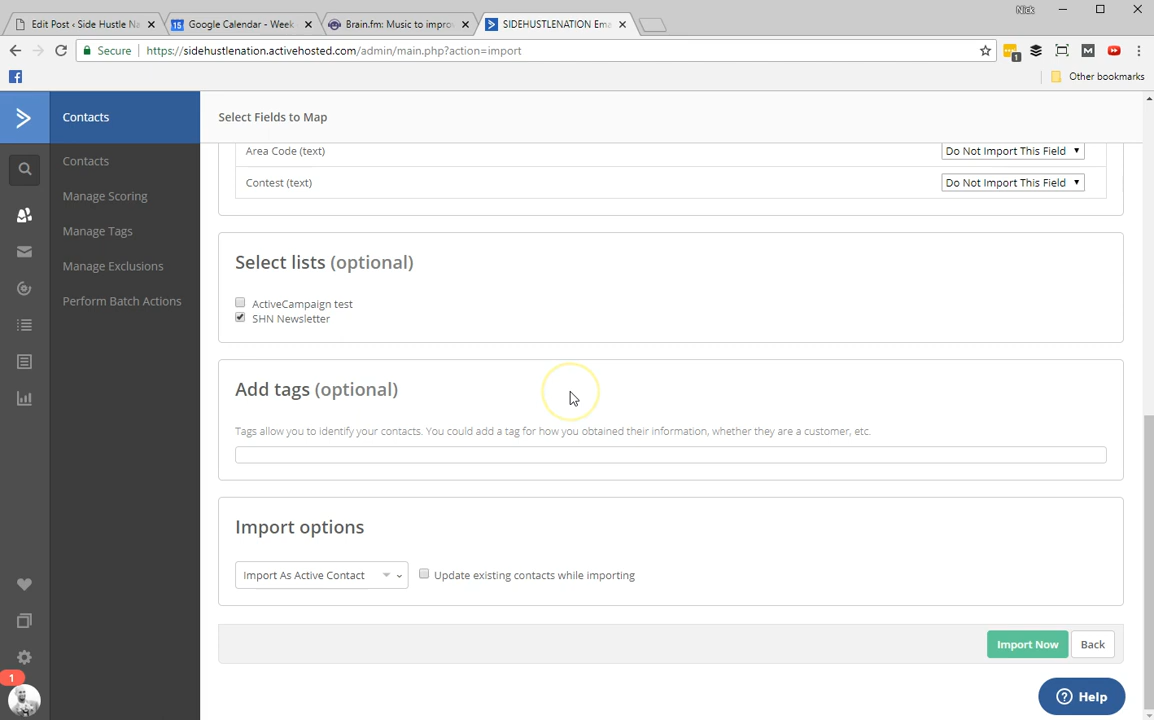 Nick
Edit Post ‹ Side Hustle N
Google Calendar - Week
Brain.fm: Music to impro
SIDEHUSTLENATION Ema
Secure
https://sidehustlenation.activehosted.com/admin/main.php?action=import
1
Other bookmarks
Contacts
Select Fields to Map
Contacts
Manage Scoring
Manage Tags
Manage Exclusions
Perform Batch Actions
Area Code (text)
Do Not Import This Field
Contest (text)
Do Not Import This Field
Select lists (optional)
ActiveCampaign test
SHN Newsletter
Add tags (optional)
Tags allow you to identify your contacts. You could add a tag for how you obtained their information, whether they are a customer, etc.
Import options
Import As Active Contact
Update existing contacts while importing
Import Now
Back
1
Help